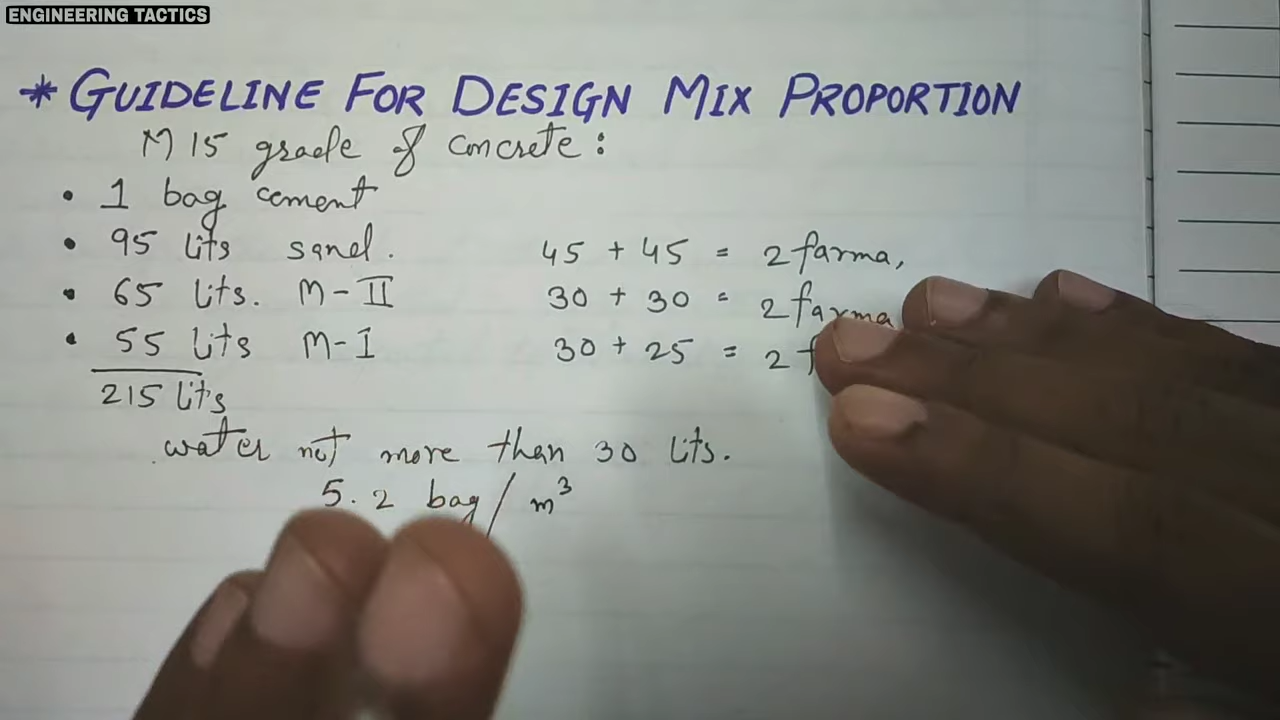 ENGINEERING TACTICS
* GUIDELINE FOR DESIGN MIX PROPORTION
M 15 grade of concrete :
• 1 bag cement
• 95 lits sand. 45 + 45 = 2 farma,
• 65 lits. M-II 30 + 30 = 2 farma
• 55 lits M-I 30 + 25 = 2 f
215 lits
water not more than 30 lits.
5.2 bag/m³